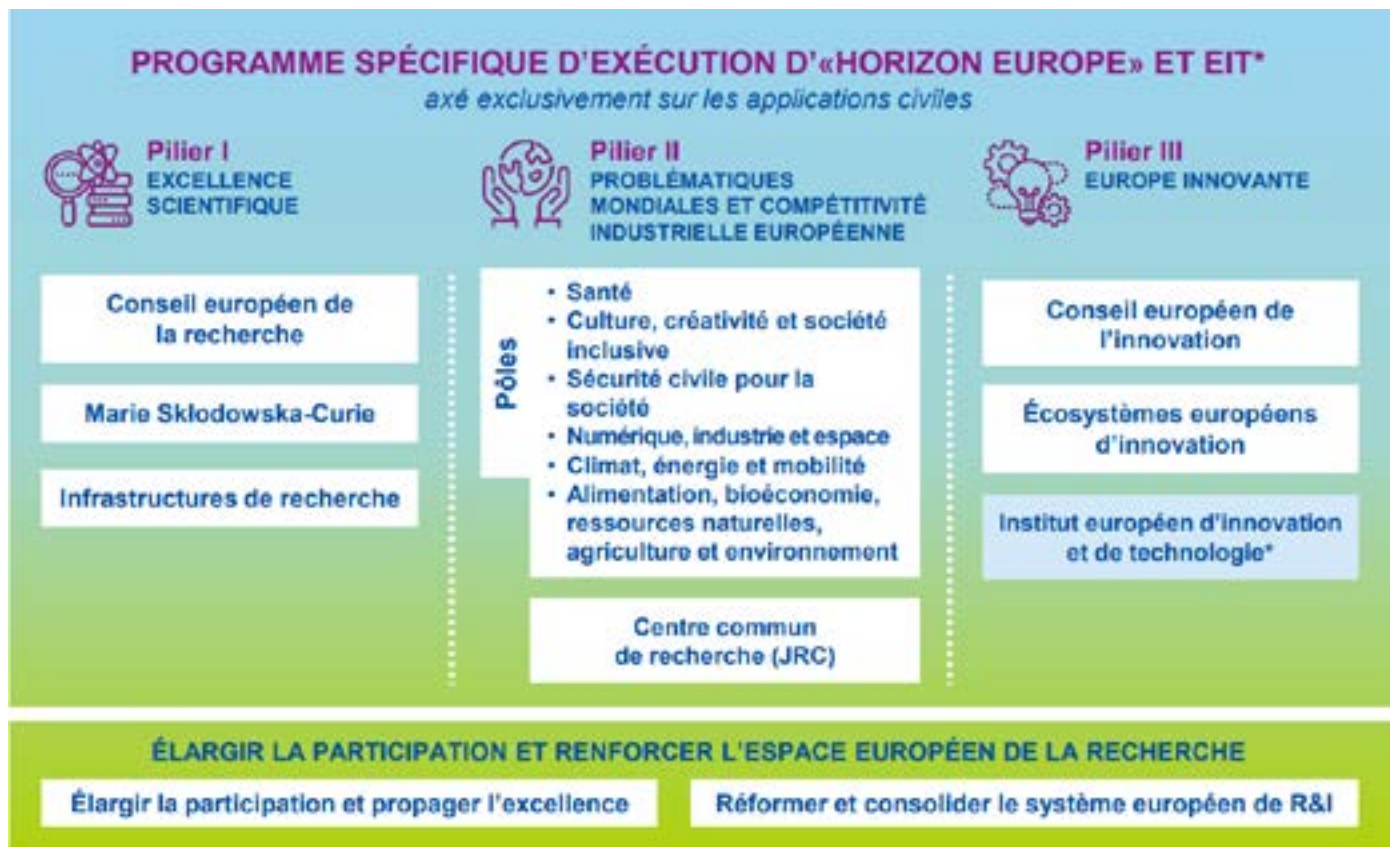 PROGRAMME SPÉCIFIQUE D’EXÉCUTION D’«HORIZON EUROPE» ET EIT*
axé exclusivement sur les applications civiles
Pilier I
EXCELLENCE
SCIENTIFIQUE
Conseil européen de
la recherche
Marie Skłodowska-Curie
Infrastructures de recherche
Pilier II
PROBLÉMATIQUES
MONDIALES ET COMPÉTITIVITÉ
INDUSTRIELLE EUROPÉENNE
Pôles
• Santé
• Culture, créativité et société
inclusive
• Sécurité civile pour la
société
• Numérique, industrie et espace
• Climat, énergie et mobilité
• Alimentation, bioéconomie,
ressources naturelles,
agriculture et environnement
Centre commun
de recherche (JRC)
Pilier III
EUROPE INNOVANTE
Conseil européen de
l’innovation
Écosystèmes européens
d’innovation
Institut européen d’innovation
et de technologie*
ÉLARGIR LA PARTICIPATION ET RENFORCER L’ESPACE EUROPÉEN DE LA RECHERCHE
Élargir la participation et propager l’excellence
Réformer et consolider le système européen de R&I